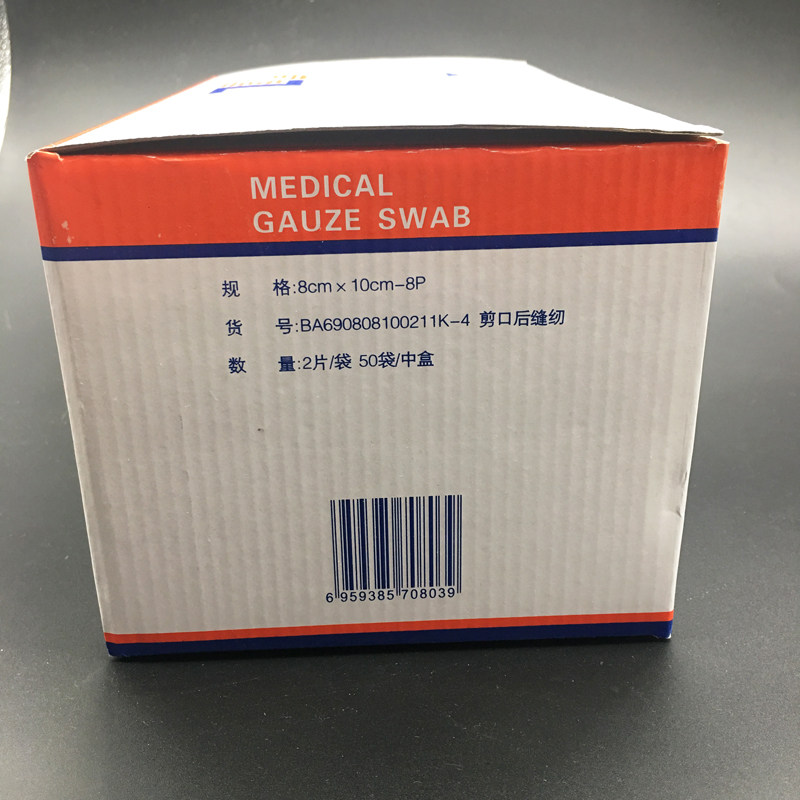 MEDICAL
GAUZE SWAB
规 格:8cm×10cm-8P
货 号:BA690808100211K-4 剪口后缝纫
数 量:2片/袋 50袋/中盒
6 959385 708039